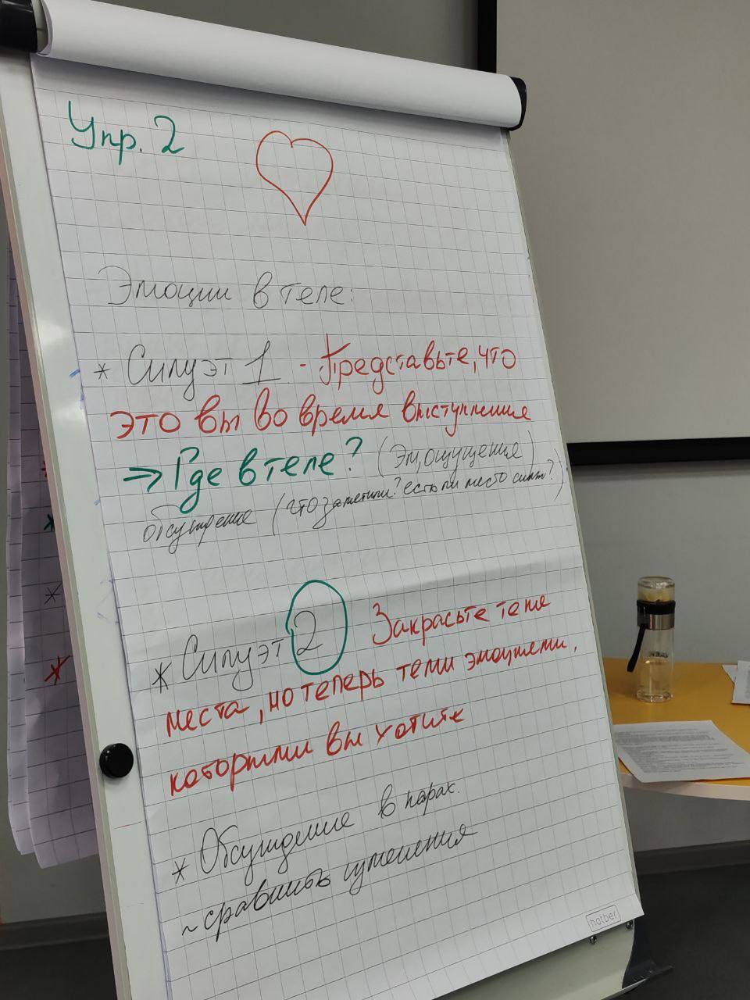 Упр. 2
Эмоции в теле:
* Силуэт 1 - Представьте, что
это вы во время выступления
⇒ Где в теле? (Эм, ощущения)
обсуждение (что заметили? есть ли место силы?)
* Силуэт 2 Закрасьте те же
места, но теперь теми эмоциями,
которыми вы хотите
* Обсуждение в парах.
~ сравнить изменения
hatber